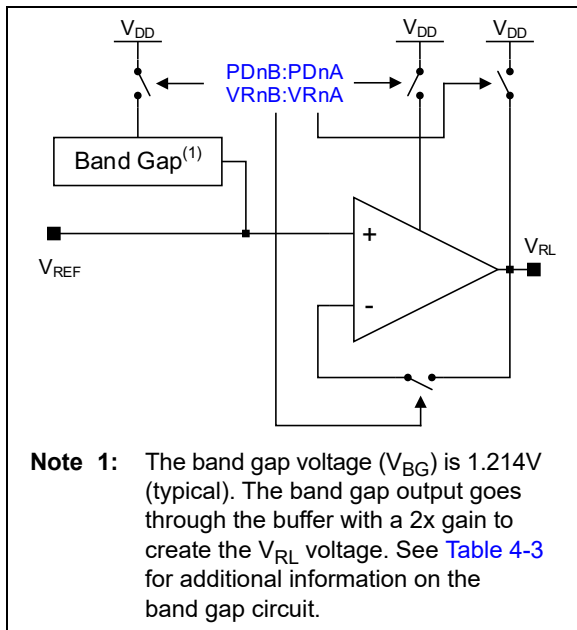 VDD VDD VDD
PDnB:PDnA
VRnB:VRnA
Band Gap(1)
+
VREF
VRL
-
Note 1: The band gap voltage (VBG) is 1.214V
(typical). The band gap output goes
through the buffer with a 2x gain to
create the VRL voltage. See Table 4-3
for additional information on the
band gap circuit.